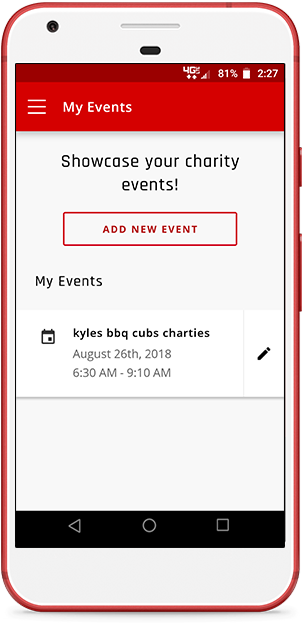 4G 81% 2:27
My Events
Showcase your charity
events!
ADD NEW EVENT
My Events
kyles bbq cubs charties
August 26th, 2018
6:30 AM - 9:10 AM